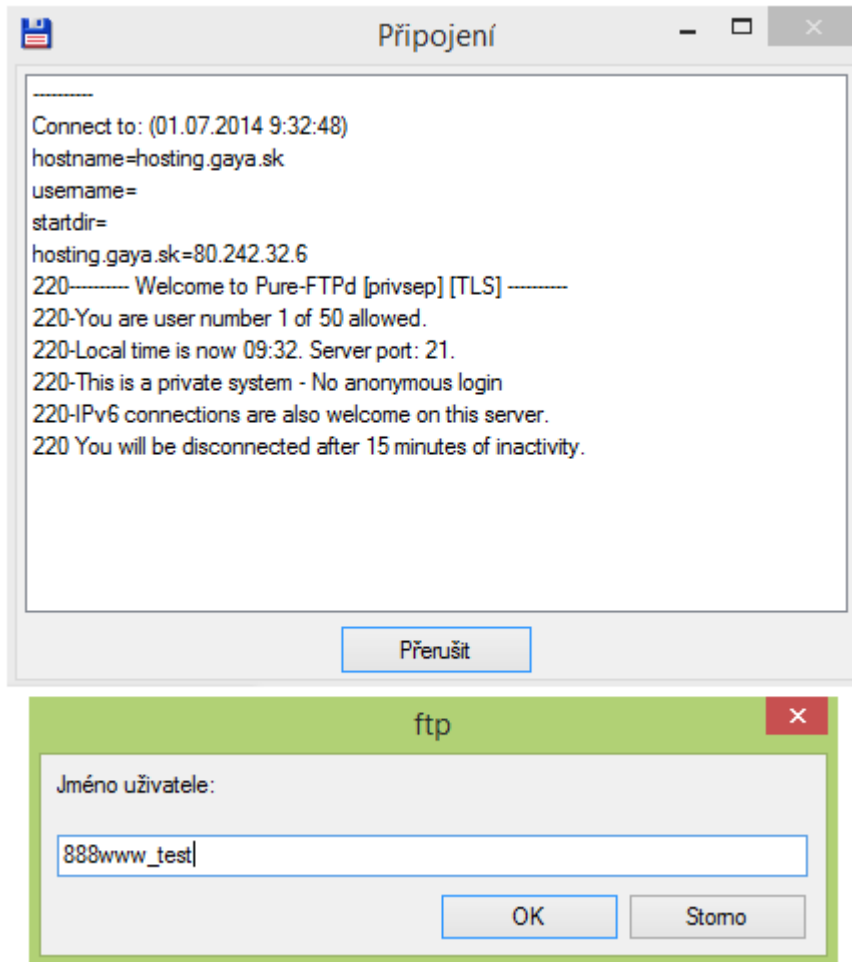 Připojení
----------
Connect to: (01.07.2014 9:32:48)
hostname=hosting.gaya.sk
username=
startdir=
hosting.gaya.sk=80.242.32.6
220---------- Welcome to Pure-FTPd [privsep] [TLS] ----------
220-You are user number 1 of 50 allowed.
220-Local time is now 09:32. Server port: 21.
220-This is a private system - No anonymous login
220-IPv6 connections are also welcome on this server.
220 You will be disconnected after 15 minutes of inactivity.
Přerušit
ftp
Jméno uživatele:
888www_test
OK Storno